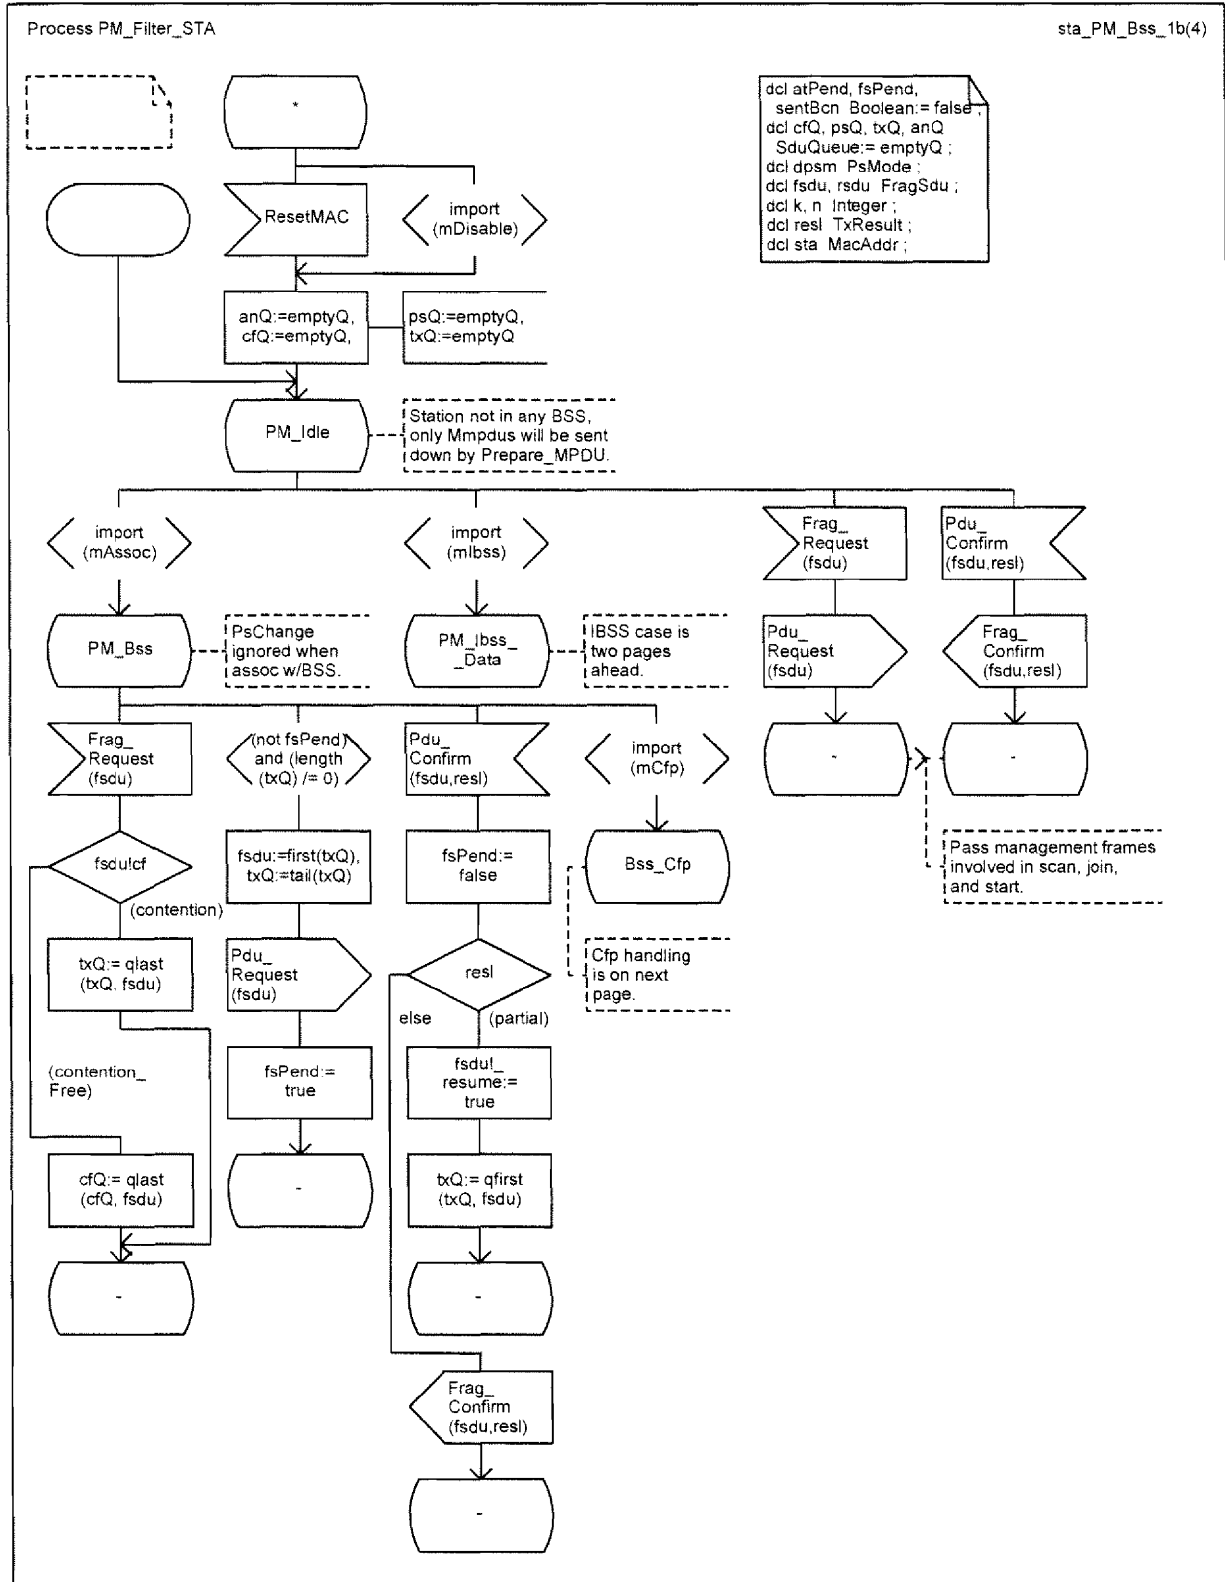 Process PM_Filter_STA
sta_PM_Bss_1b(4)
*
dcl atPend, fsPend,
sentBcn Boolean:= false ;
dcl cfQ, psQ, txQ, anQ
SduQueue:= emptyQ ;
dcl dpsm PsMode ;
dcl fsdu, rsdu FragSdu ;
dcl k, n Integer ;
dcl resl TxResult ;
dcl sta MacAddr ;
ResetMAC
import
(mDisable)
anQ:=emptyQ,
cfQ:=emptyQ,
psQ:=emptyQ,
txQ:=emptyQ
PM_Idle
Station not in any BSS,
only Mmpdus will be sent
down by Prepare_MPDU.
import
(mAssoc)
import
(mIbss)
Frag_
Request
(fsdu)
Pdu_
Confirm
(fsdu,resl)
PM_Bss
PsChange
ignored when
assoc w/BSS.
PM_Ibss_
_Data
IBSS case is
two pages
ahead.
Pdu_
Request
(fsdu)
Frag_
Confirm
(fsdu,resl)
Frag_
Request
(fsdu)
(not fsPend)
and (length
(txQ) /= 0)
Pdu_
Confirm
(fsdu,resl)
import
(mCfp)
-
-
fsdu!cf
(contention)
fsdu:=first(txQ),
txQ:=tail(txQ)
fsPend:=
false
Bss_Cfp
Pass management frames
involved in scan, join,
and start.
txQ:= qlast
(txQ, fsdu)
Pdu_
Request
(fsdu)
resl
else
(partial)
Cfp handling
is on next
page.
(contention_
Free)
fsPend:=
true
fsdu!_
resume:=
true
cfQ:= qlast
(cfQ, fsdu)
-
txQ:= qfirst
(txQ, fsdu)
-
-
Frag_
Confirm
(fsdu,resl)
-